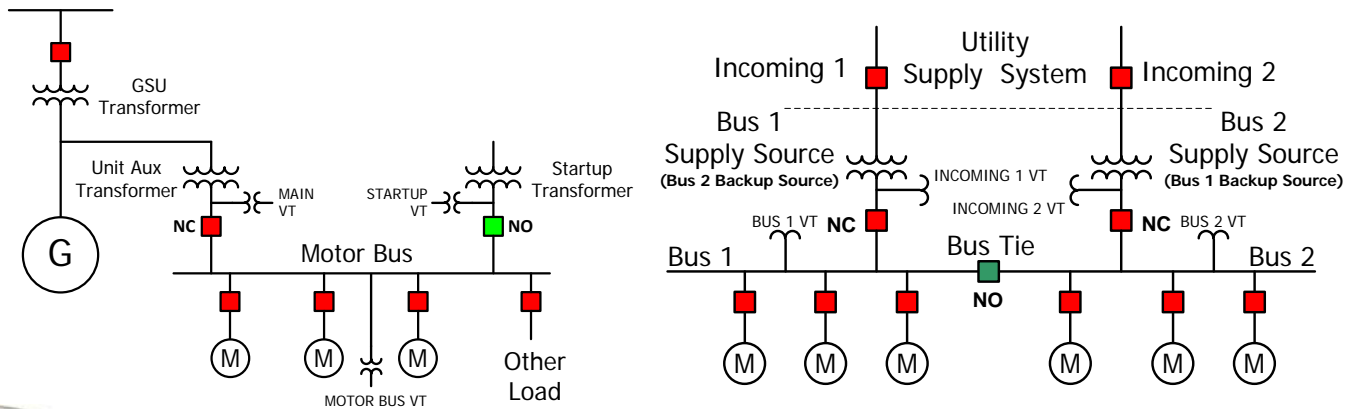 GSU
Transformer
Unit Aux
Transformer
MAIN
VT
STARTUP
VT
Startup
Transformer
NC
NO
G
Motor Bus
M
M
M
Other
Load
MOTOR BUS VT
Utility
Supply System
Incoming 1
Incoming 2
Bus 1
Supply Source
(Bus 2 Backup Source)
Bus 2
Supply Source
(Bus 1 Backup Source)
INCOMING 1 VT
INCOMING 2 VT
BUS 1 VT
NC
NC
BUS 2 VT
Bus Tie
Bus 1
Bus 2
NO
M
M
M
M
M
M